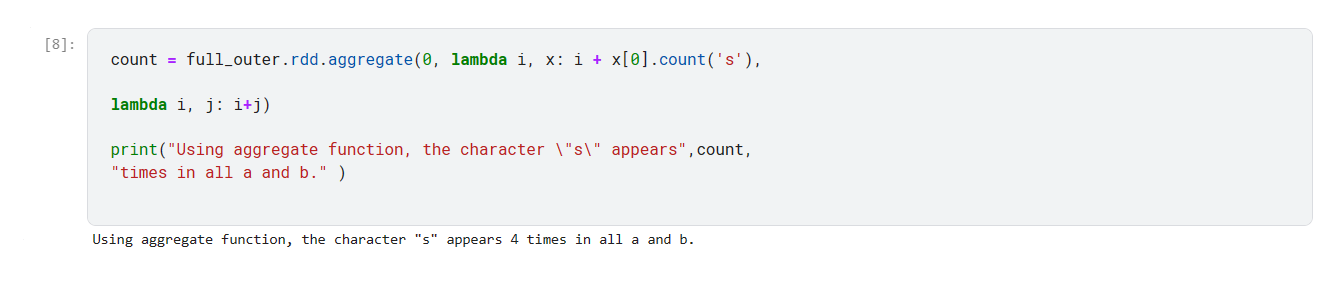 [8]:
count = full_outer.rdd.aggregate(0, lambda i, x: i + x[0].count('s'),
lambda i, j: i+j)
print("Using aggregate function, the character \"s\" appears",count,
"times in all a and b." )
Using aggregate function, the character "s" appears 4 times in all a and b.